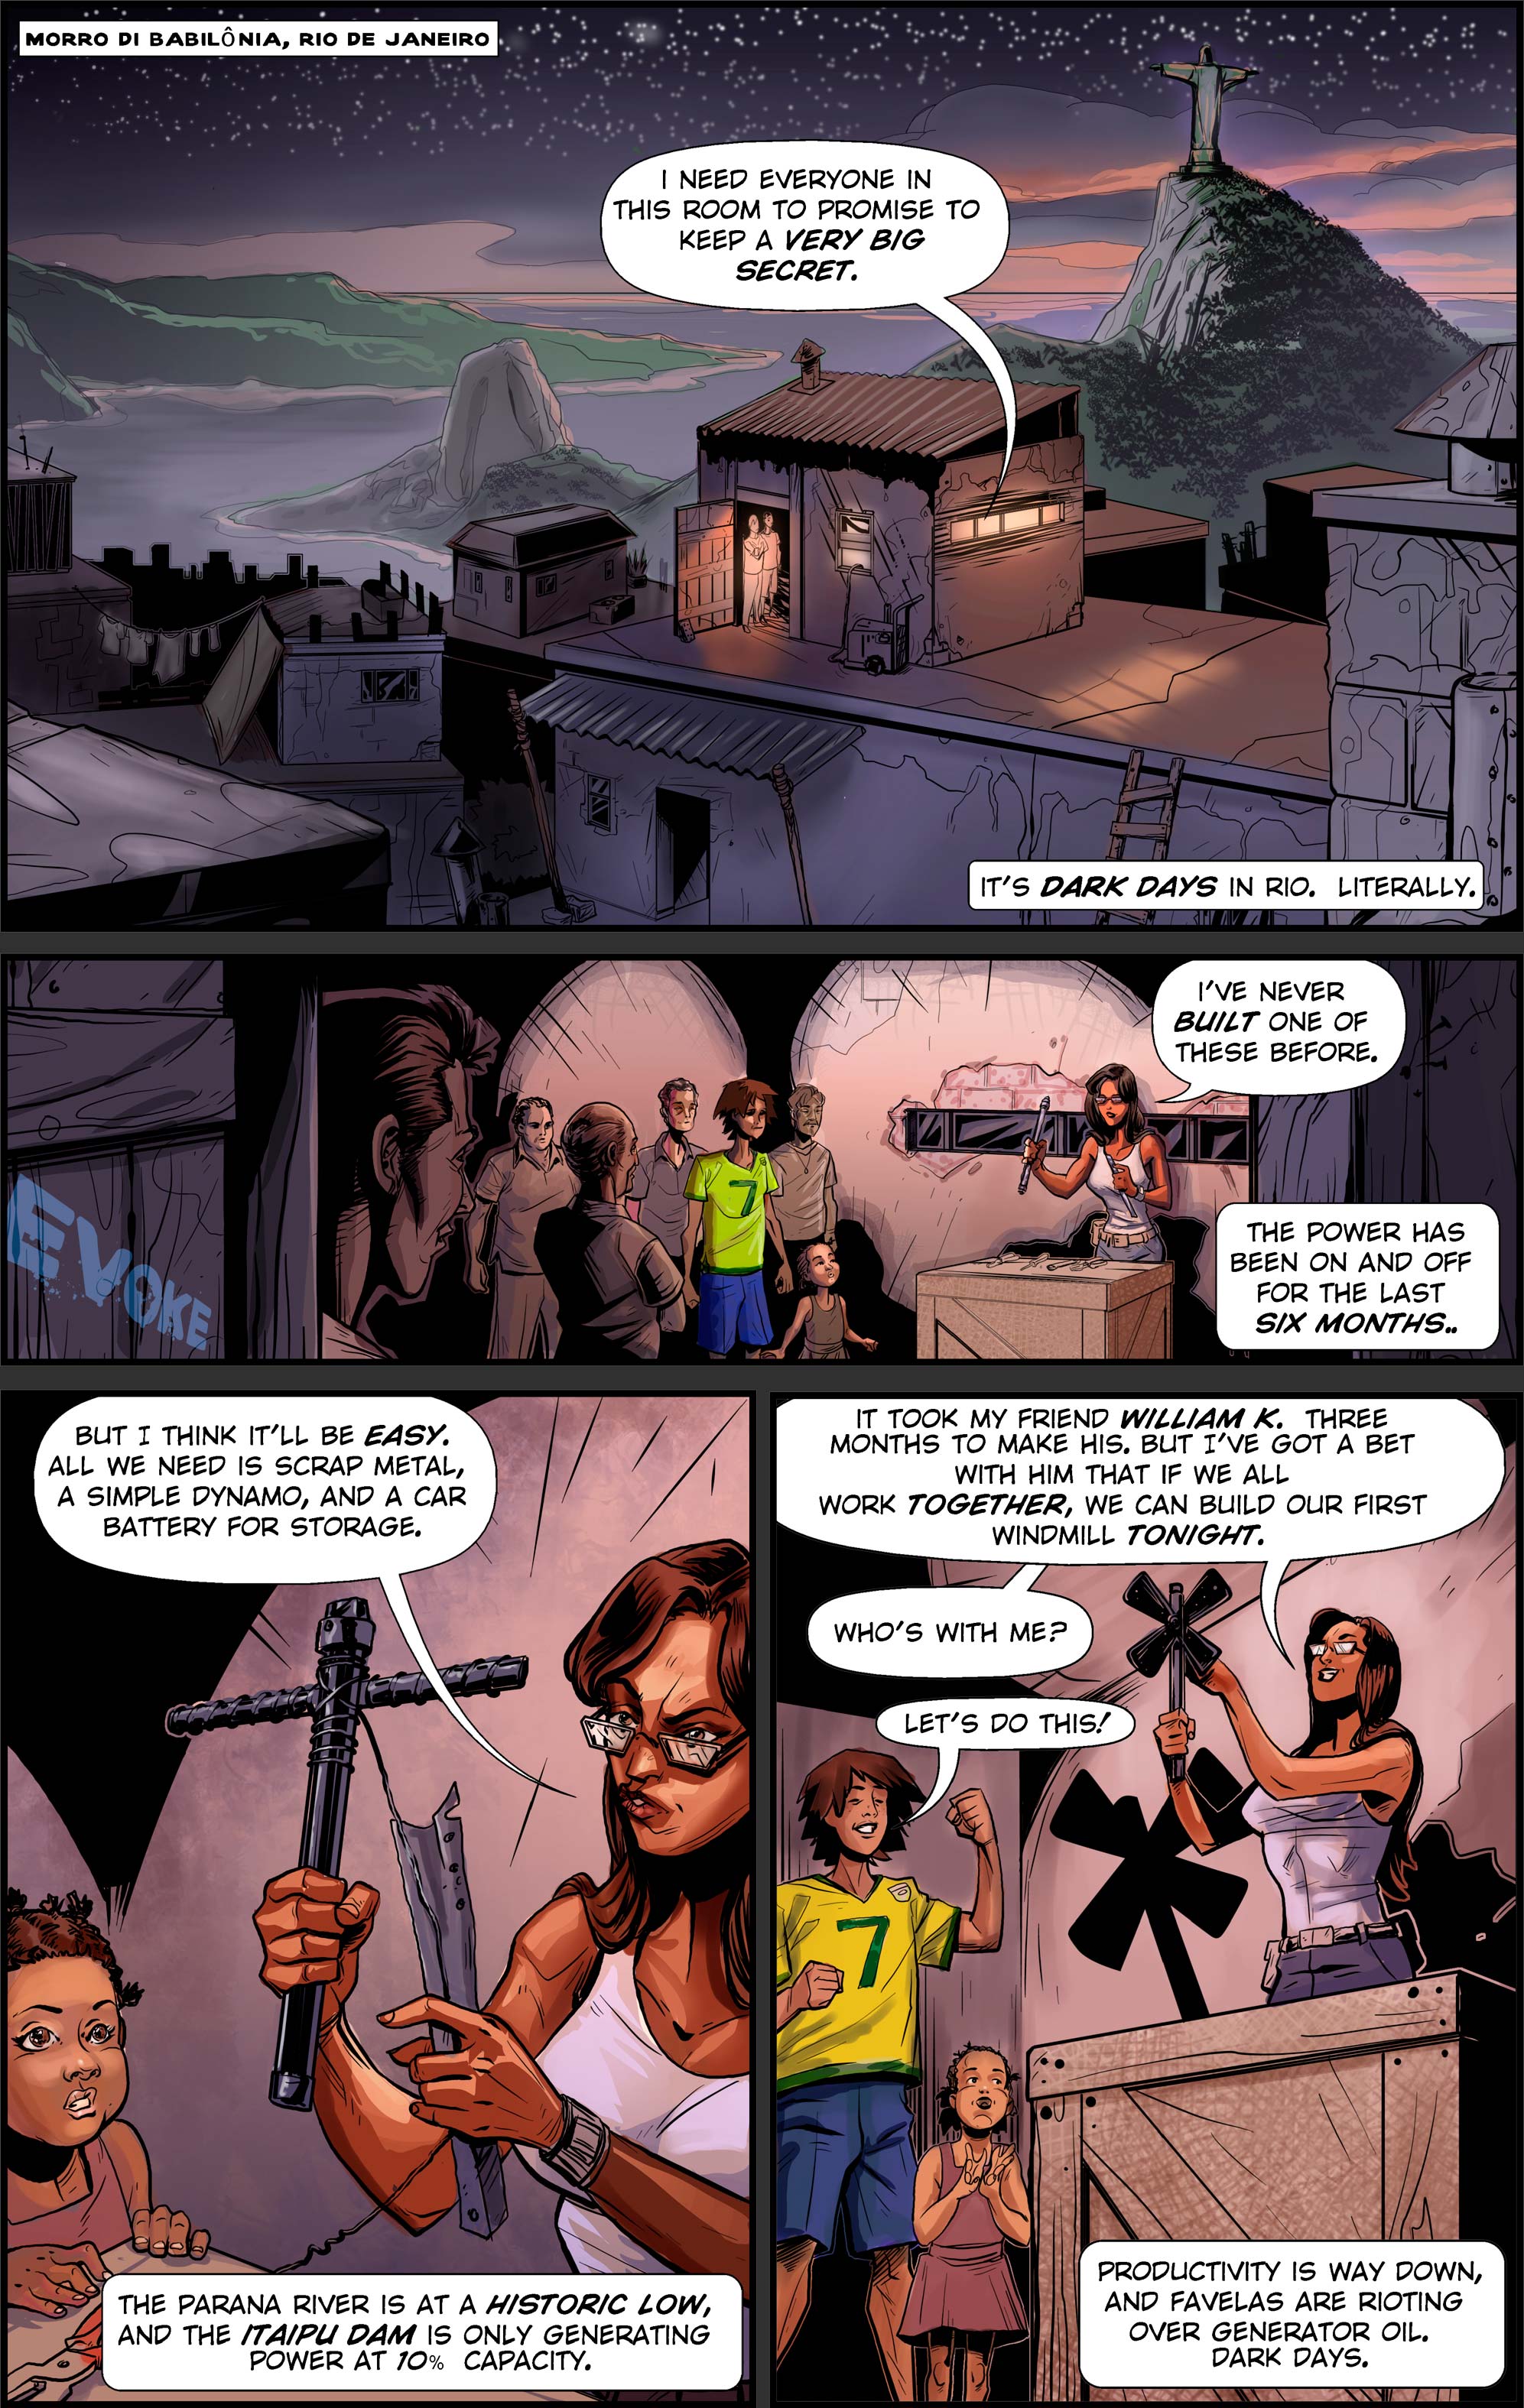 MORRO DI BABILÔNIA, RIO DE JANEIRO
I NEED EVERYONE IN
THIS ROOM TO PROMISE TO
KEEP A VERY BIG
SECRET.
IT'S DARK DAYS IN RIO. LITERALLY.
I'VE NEVER
BUILT ONE OF
THESE BEFORE.
7
EVOKE
THE POWER HAS
BEEN ON AND OFF
FOR THE LAST
SIX MONTHS..
BUT I THINK IT'LL BE EASY.
ALL WE NEED IS SCRAP METAL,
A SIMPLE DYNAMO, AND A CAR
BATTERY FOR STORAGE.
THE PARANA RIVER IS AT A HISTORIC LOW,
AND THE ITAIPU DAM IS ONLY GENERATING
POWER AT 10% CAPACITY.
IT TOOK MY FRIEND WILLIAM K. THREE
MONTHS TO MAKE HIS. BUT I'VE GOT A BET
WITH HIM THAT IF WE ALL
WORK TOGETHER, WE CAN BUILD OUR FIRST
WINDMILL TONIGHT.
WHO'S WITH ME?
LET'S DO THIS!
7
PRODUCTIVITY IS WAY DOWN,
AND FAVELAS ARE RIOTING
OVER GENERATOR OIL.
DARK DAYS.